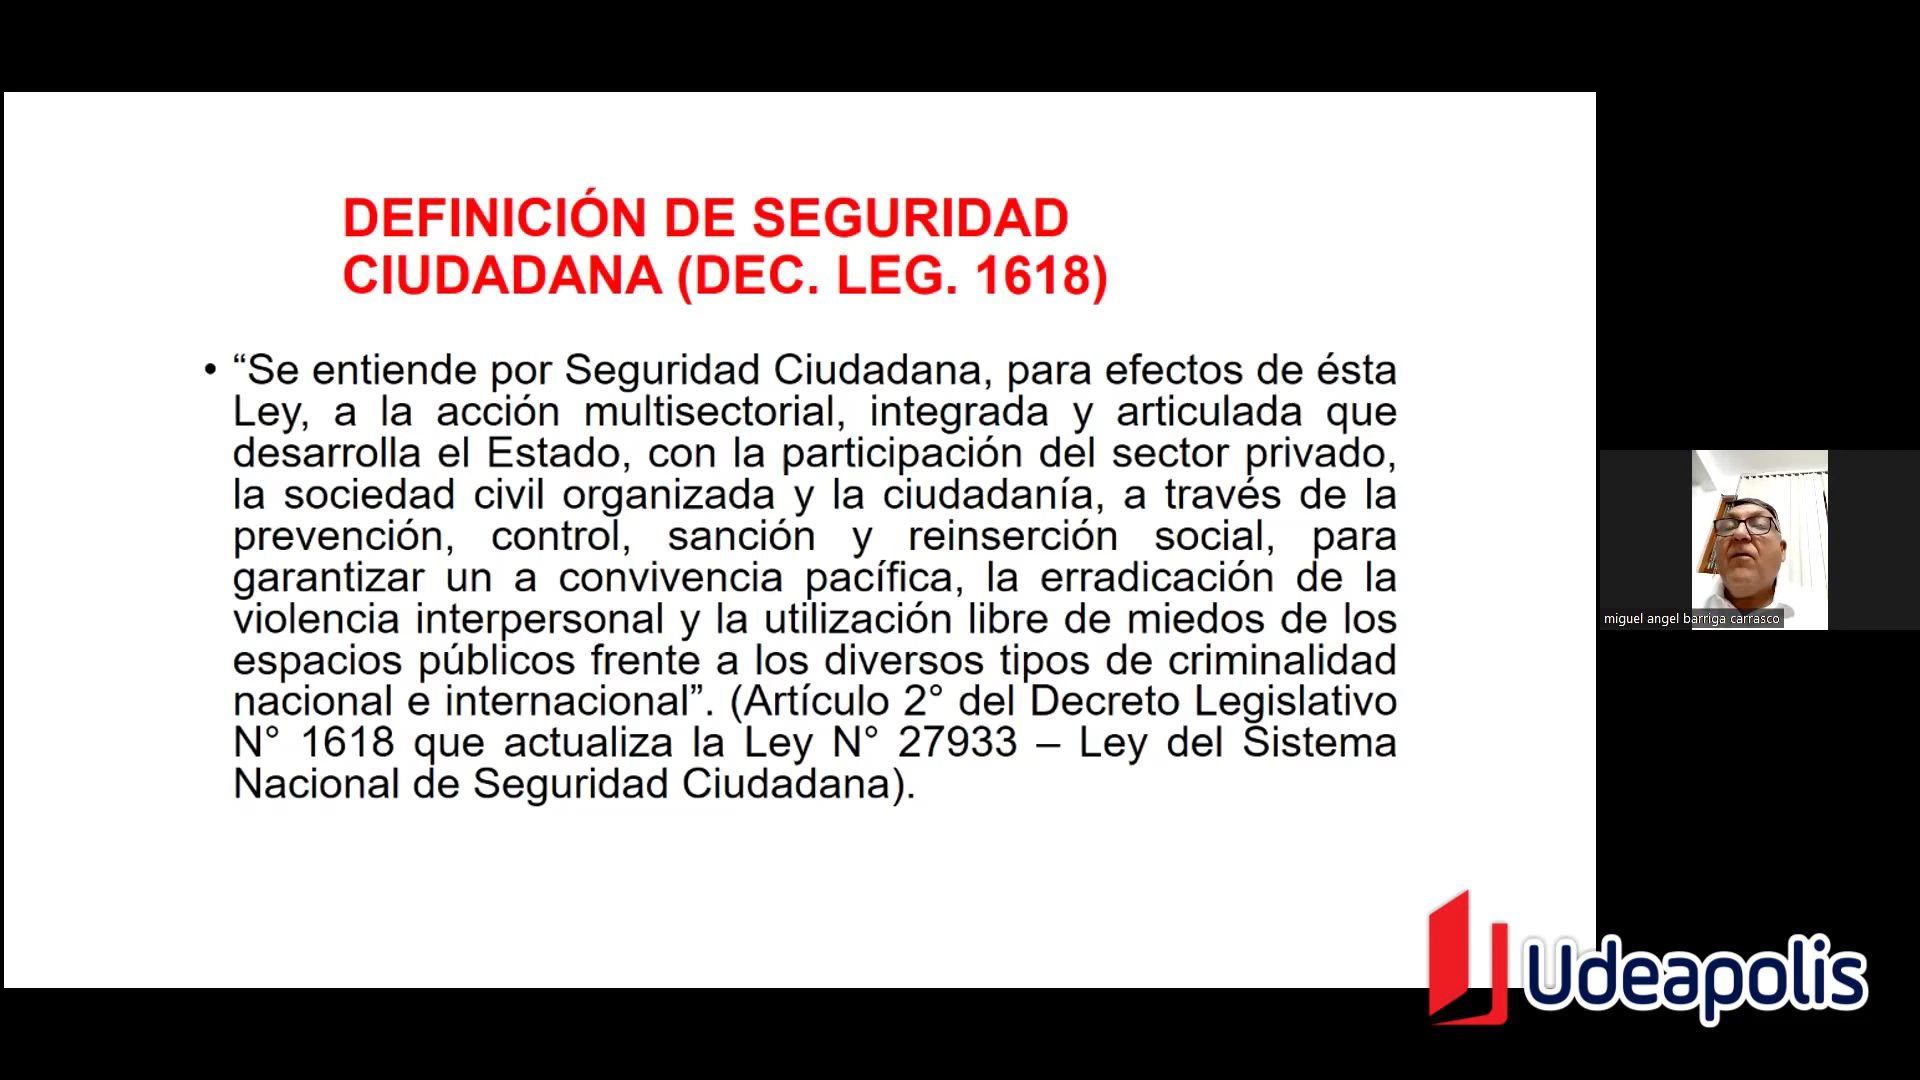 DEFINICIÓN DE SEGURIDAD
CIUDADANA (DEC. LEG. 1618)
• “Se entiende por Seguridad Ciudadana, para efectos de ésta
Ley, a la acción multisectorial, integrada y articulada que
desarrolla el Estado, con la participación del sector privado,
la sociedad civil organizada y la ciudadanía, a través de la
prevención, control, sanción y reinserción social, para
garantizar un a convivencia pacífica, la erradicación de la
violencia interpersonal y la utilización libre de miedos de los
espacios públicos frente a los diversos tipos de criminalidad
nacional e internacional”. (Artículo 2° del Decreto Legislativo
N° 1618 que actualiza la Ley N° 27933 – Ley del Sistema
Nacional de Seguridad Ciudadana).
miguel angel barriga carrasco
Udeapolis